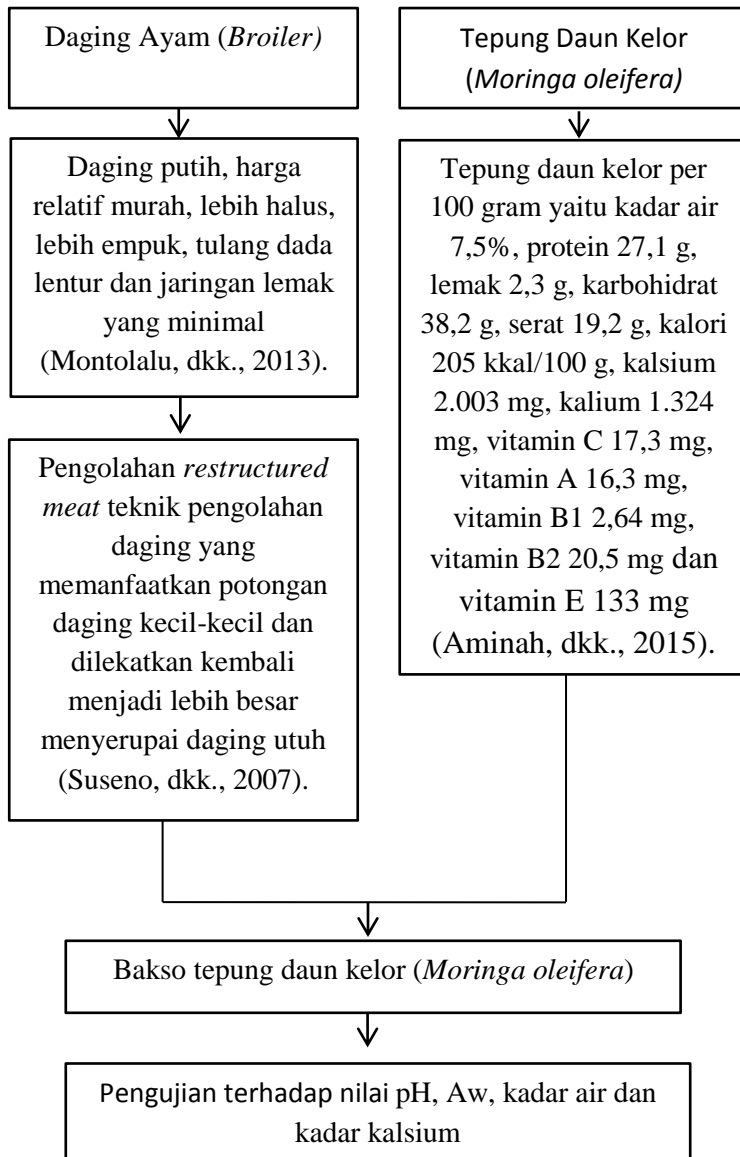 Daging Ayam (Broiler)
Daging putih, harga
relatif murah, lebih halus,
lebih empuk, tulang dada
lentur dan jaringan lemak
yang minimal
(Montolalu, dkk., 2013).
Pengolahan restructured
meat teknik pengolahan
daging yang
memanfaatkan potongan
daging kecil-kecil dan
dilekatkan kembali
menjadi lebih besar
menyerupai daging utuh
(Suseno, dkk., 2007).
Tepung Daun Kelor
(Moringa oleifera)
Tepung daun kelor per
100 gram yaitu kadar air
7,5%, protein 27,1 g,
lemak 2,3 g, karbohidrat
38,2 g, serat 19,2 g, kalori
205 kkal/100 g, kalsium
2.003 mg, kalium 1.324
mg, vitamin C 17,3 mg,
vitamin A 16,3 mg,
vitamin B1 2,64 mg,
vitamin B2 20,5 mg dan
vitamin E 133 mg
(Aminah, dkk., 2015).
Bakso tepung daun kelor (Moringa oleifera)
Pengujian terhadap nilai pH, Aw, kadar air dan
kadar kalsium